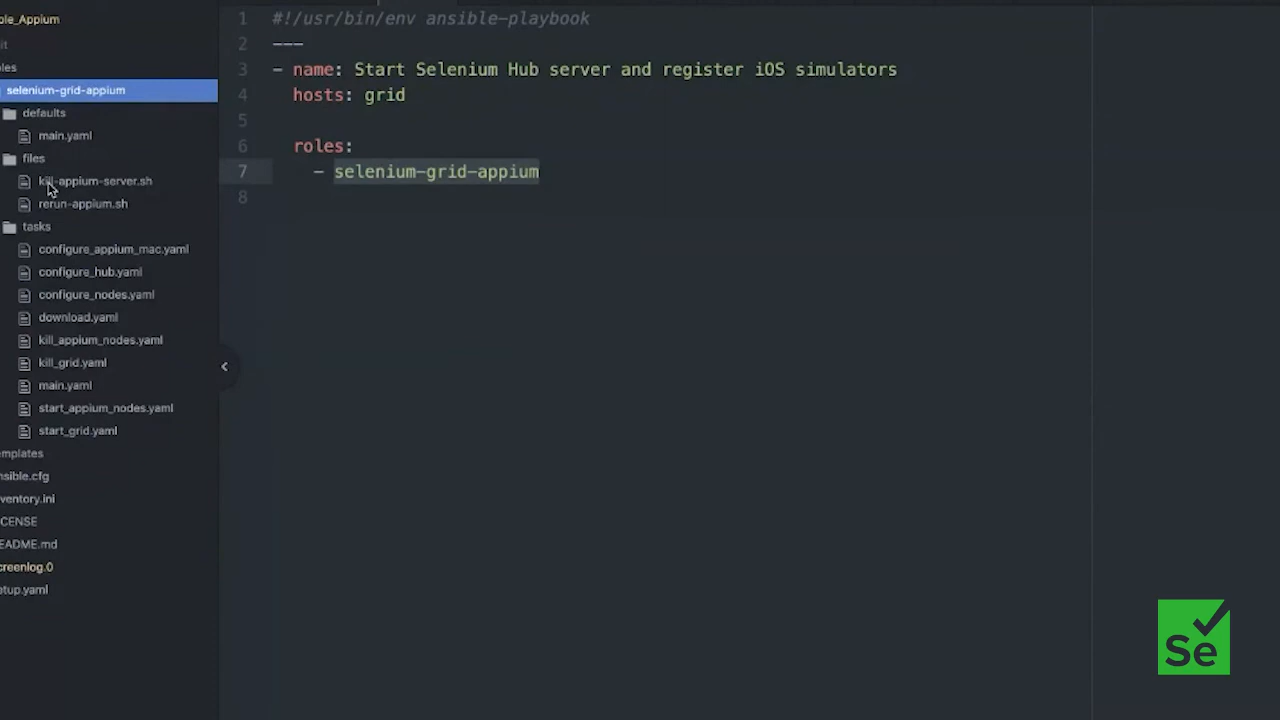 ble_Appium
it
les
selenium-grid-appium
defaults
main.yaml
files
kill-appium-server.sh
rerun-appium.sh
tasks
configure_appium_mac.yaml
configure_hub.yaml
configure_nodes.yaml
download.yaml
kill_appium_nodes.yaml
kill_grid.yaml
main.yaml
start_appium_nodes.yaml
start_grid.yaml
mplates
nsible.cfg
ventory.ini
CENSE
EADME.md
creenlog.0
etup.yaml
1 #!/usr/bin/env ansible-playbook
2 ---
3 - name: Start Selenium Hub server and register iOS simulators
4 hosts: grid
5
6 roles:
7 - selenium-grid-appium
8
Se